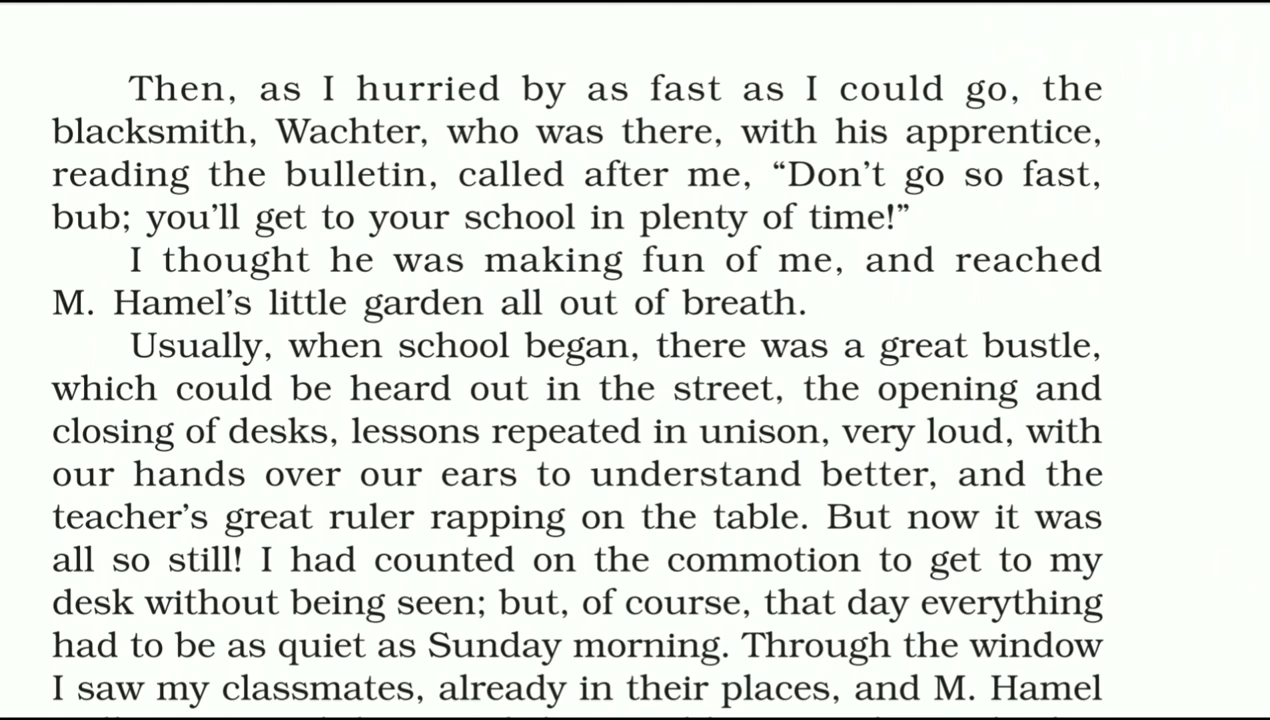 Then, as I hurried by as fast as I could go, the
blacksmith, Wachter, who was there, with his apprentice,
reading the bulletin, called after me, “Don’t go so fast,
bub; you’ll get to your school in plenty of time!”
I thought he was making fun of me, and reached
M. Hamel’s little garden all out of breath.
Usually, when school began, there was a great bustle,
which could be heard out in the street, the opening and
closing of desks, lessons repeated in unison, very loud, with
our hands over our ears to understand better, and the
teacher’s great ruler rapping on the table. But now it was
all so still! I had counted on the commotion to get to my
desk without being seen; but, of course, that day everything
had to be as quiet as Sunday morning. Through the window
I saw my classmates, already in their places, and M. Hamel